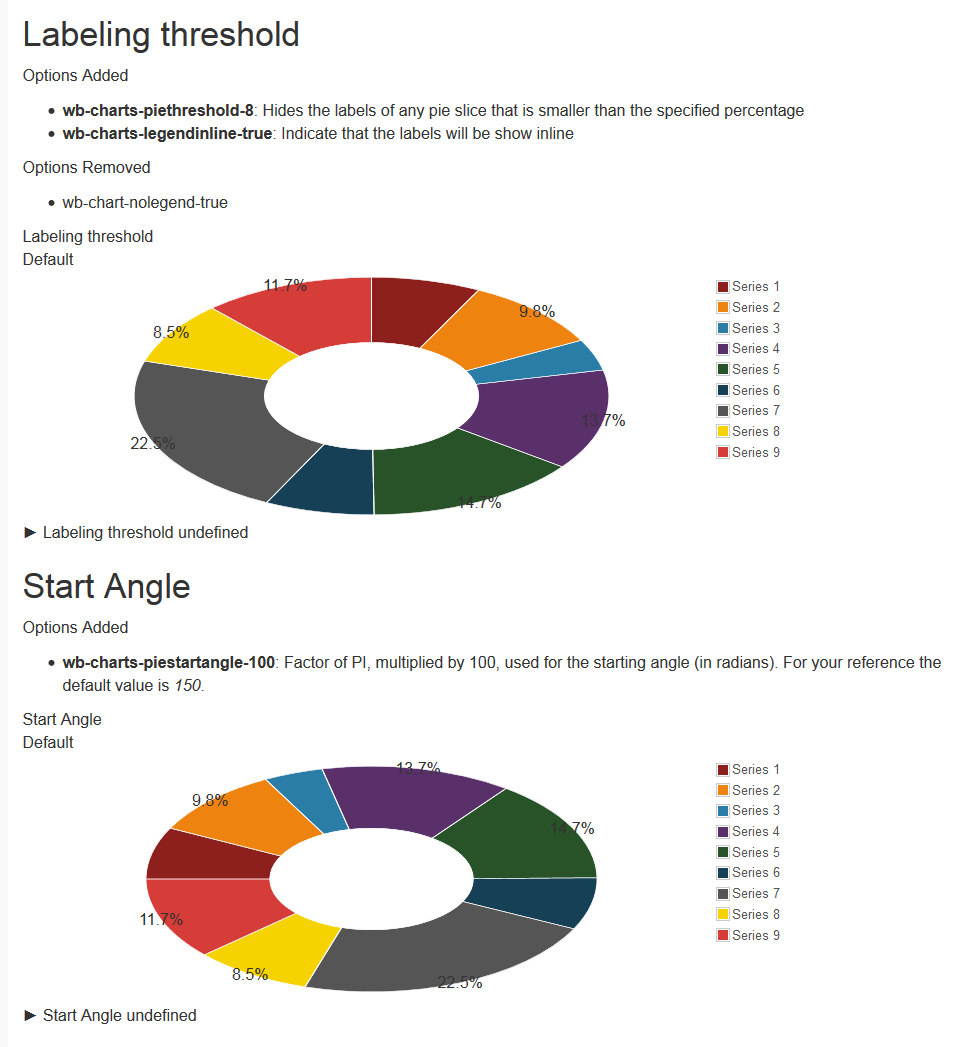 Labeling threshold
Options Added
• wb-charts-piethreshold-8: Hides the labels of any pie slice that is smaller than the specified percentage
• wb-charts-legendinline-true: Indicate that the labels will be show inline
Options Removed
• wb-chart-nolegend-true
Labeling threshold
Default
11.7%
9.8%
8.5%
13.7%
22.5%
14.7%
Series 1
Series 2
Series 3
Series 4
Series 5
Series 6
Series 7
Series 8
Series 9
► Labeling threshold undefined
Start Angle
Options Added
• wb-charts-piestartangle-100: Factor of PI, multiplied by 100, used for the starting angle (in radians). For your reference the
default value is 150.
Start Angle
Default
13.7%
9.8%
14.7%
11.7%
8.5%
22.5%
Series 1
Series 2
Series 3
Series 4
Series 5
Series 6
Series 7
Series 8
Series 9
► Start Angle undefined